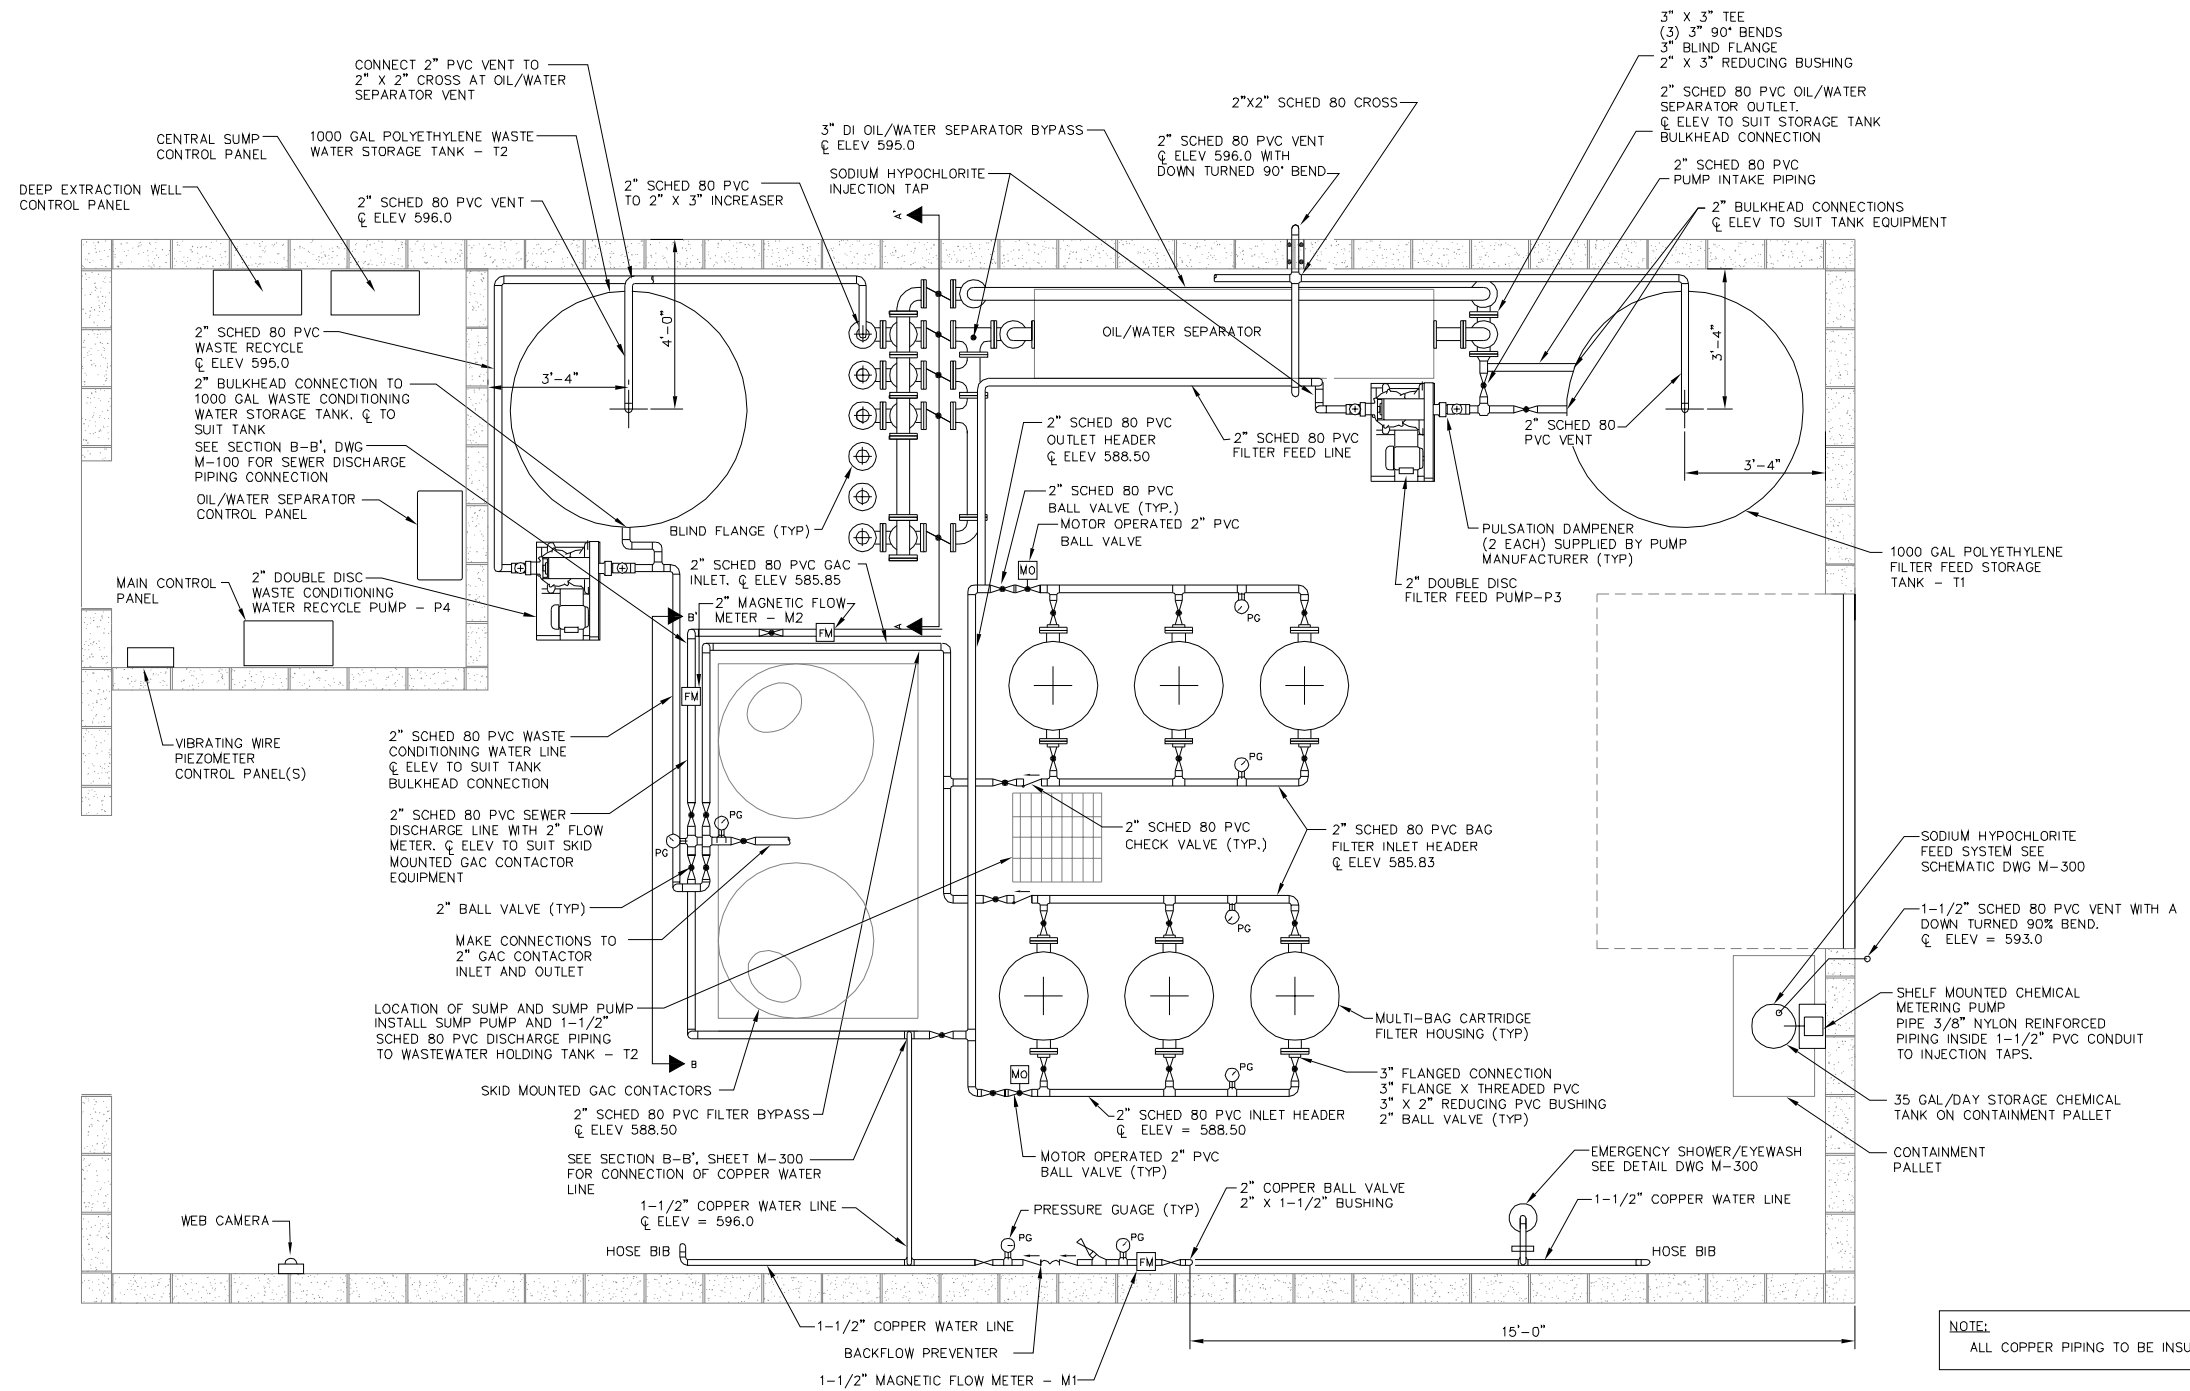 3" X 3" TEE
(3) 3" 90° BENDS
3" BLIND FLANGE
2" X 3" REDUCING BUSHING
CONNECT 2" PVC VENT TO
2" X 2" CROSS AT OIL/WATER
SEPARATOR VENT
2"X2" SCHED 80 CROSS
2" SCHED 80 PVC OIL/WATER
SEPARATOR OUTLET.
℄ ELEV TO SUIT STORAGE TANK
BULKHEAD CONNECTION
CENTRAL SUMP
CONTROL PANEL
1000 GAL POLYETHYLENE WASTE
WATER STORAGE TANK - T2
3" DI OIL/WATER SEPARATOR BYPASS
℄ ELEV 595.0
2" SCHED 80 PVC VENT
℄ ELEV 596.0 WITH
DOWN TURNED 90° BEND
SODIUM HYPOCHLORITE
INJECTION TAP
2" SCHED 80 PVC
PUMP INTAKE PIPING
DEEP EXTRACTION WELL
CONTROL PANEL
2" SCHED 80 PVC VENT
℄ ELEV 596.0
2" SCHED 80 PVC
TO 2" X 3" INCREASER
A'
2" BULKHEAD CONNECTIONS
℄ ELEV TO SUIT TANK EQUIPMENT
2" SCHED 80 PVC
WASTE RECYCLE
℄ ELEV 595.0
4'-0"
OIL/WATER SEPARATOR
3'-4"
3'-4"
2" BULKHEAD CONNECTION TO
1000 GAL WASTE CONDITIONING
WATER STORAGE TANK. ℄ TO
SUIT TANK
SEE SECTION B-B', DWG
M-100 FOR SEWER DISCHARGE
PIPING CONNECTION
2" SCHED 80 PVC
OUTLET HEADER
℄ ELEV 588.50
2" SCHED 80 PVC
FILTER FEED LINE
2" SCHED 80
PVC VENT
3'-4"
OIL/WATER SEPARATOR
CONTROL PANEL
2" SCHED 80 PVC
BALL VALVE (TYP.)
MOTOR OPERATED 2" PVC
BALL VALVE
BLIND FLANGE (TYP)
PULSATION DAMPENER
(2 EACH) SUPPLIED BY PUMP
MANUFACTURER (TYP)
1000 GAL POLYETHYLENE
FILTER FEED STORAGE
TANK - T1
2" SCHED 80 PVC GAC
INLET. ℄ ELEV 585.85
MO
MAIN CONTROL
PANEL
2" DOUBLE DISC
WASTE CONDITIONING
WATER RECYCLE PUMP - P4
2" DOUBLE DISC
FILTER FEED PUMP-P3
2" MAGNETIC FLOW
METER - M2
B'
FM
A
PG
FM
VIBRATING WIRE
PIEZOMETER
CONTROL PANEL(S)
2" SCHED 80 PVC WASTE
CONDITIONING WATER LINE
℄ ELEV TO SUIT TANK
BULKHEAD CONNECTION
PG
2" SCHED 80 PVC SEWER
DISCHARGE LINE WITH 2" FLOW
METER. ℄ ELEV TO SUIT SKID
MOUNTED GAC CONTACTOR
EQUIPMENT
PG
PG
2" SCHED 80 PVC
CHECK VALVE (TYP.)
2" SCHED 80 PVC BAG
FILTER INLET HEADER
℄ ELEV 585.83
SODIUM HYPOCHLORITE
FEED SYSTEM SEE
SCHEMATIC DWG M-300
2" BALL VALVE (TYP)
PG
1-1/2" SCHED 80 PVC VENT WITH A
DOWN TURNED 90% BEND.
℄ ELEV = 593.0
MAKE CONNECTIONS TO
2" GAC CONTACTOR
INLET AND OUTLET
LOCATION OF SUMP AND SUMP PUMP
INSTALL SUMP PUMP AND 1-1/2"
SCHED 80 PVC DISCHARGE PIPING
TO WASTEWATER HOLDING TANK - T2
MULTI-BAG CARTRIDGE
FILTER HOUSING (TYP)
SHELF MOUNTED CHEMICAL
METERING PUMP
PIPE 3/8" NYLON REINFORCED
PIPING INSIDE 1-1/2" PVC CONDUIT
TO INJECTION TAPS.
B
MO
PG
SKID MOUNTED GAC CONTACTORS
3" FLANGED CONNECTION
3" FLANGE X THREADED PVC
3" X 2" REDUCING PVC BUSHING
2" BALL VALVE (TYP)
35 GAL/DAY STORAGE CHEMICAL
TANK ON CONTAINMENT PALLET
2" SCHED 80 PVC FILTER BYPASS
℄ ELEV 588.50
2" SCHED 80 PVC INLET HEADER
℄ ELEV = 588.50
SEE SECTION B-B', SHEET M-300
FOR CONNECTION OF COPPER WATER
LINE
MOTOR OPERATED 2" PVC
BALL VALVE (TYP)
EMERGENCY SHOWER/EYEWASH
SEE DETAIL DWG M-300
CONTAINMENT
PALLET
1-1/2" COPPER WATER LINE
℄ ELEV = 596.0
PRESSURE GUAGE (TYP)
2" COPPER BALL VALVE
2" X 1-1/2" BUSHING
1-1/2" COPPER WATER LINE
WEB CAMERA
HOSE BIB
PG
PG
FM
HOSE BIB
1-1/2" COPPER WATER LINE
BACKFLOW PREVENTER
1-1/2" MAGNETIC FLOW METER - M1
15'-0"
NOTE:
ALL COPPER PIPING TO BE INSU